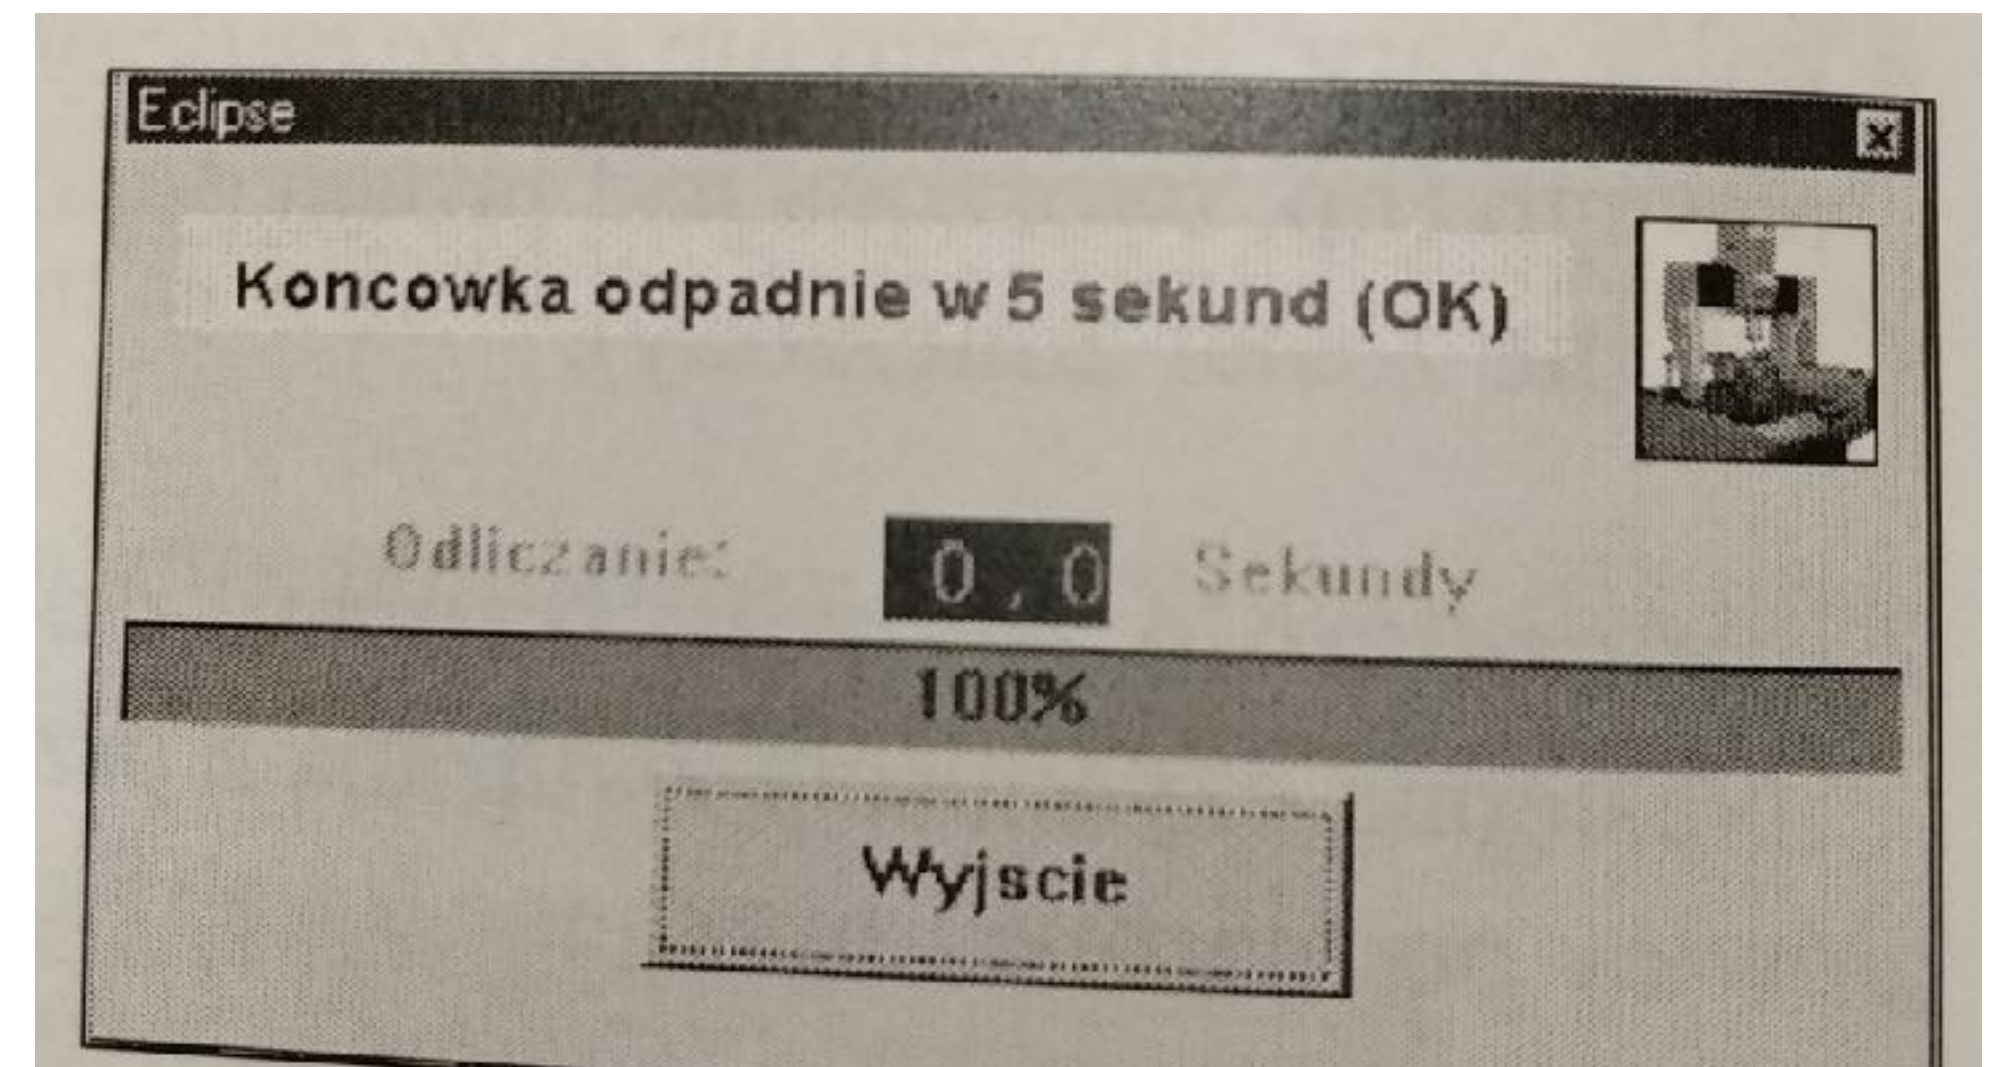 Eclipse
Koncowka odpadnie w 5 sekund (OK)
Odliczanie: 0,0 Sekundy
100%
Wyjscie